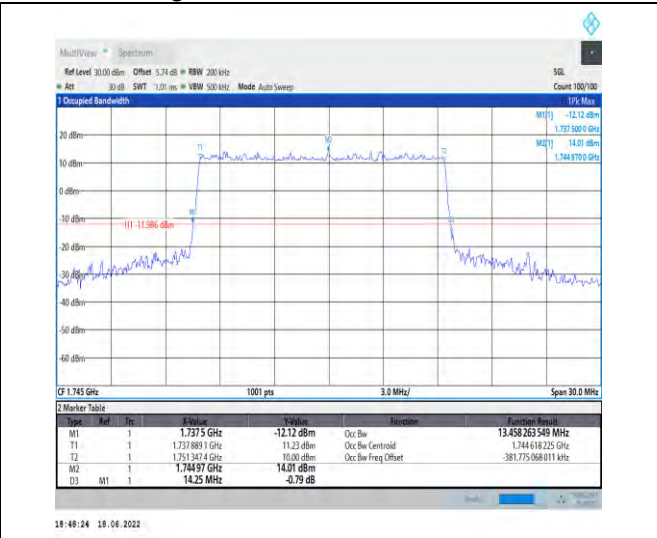 MultiView Spectrum
Ref Level 30.00 dBm Offset 5.74 dB RBW 200 kHz SGL
Att 30 dB SWT 1.01 ms VBW 500 kHz Mode Auto Sweep Count 100/100
1 Occupied Bandwidth 1Pk Max
M1[1] -12.12 dBm
1.737 500 0 GHz
M2[1] 14.01 dBm
1.744 970 0 GHz
20 dBm
T1 M2 T2
10 dBm
0 dBm
-10 dBm
M1
H1 -11.986 dBm
-20 dBm
-30 dBm
-40 dBm
-50 dBm
-60 dBm
CF 1.745 GHz 1001 pts 3.0 MHz/ Span 30.0 MHz
2 Marker Table
Type Ref Trc X-Value Y-Value Function Function Result
M1 1 1.7375 GHz -12.12 dBm Occ Bw 13.458 263 549 MHz
T1 1 1.737 889 1 GHz 11.23 dBm Occ Bw Centroid 1.744 618 225 GHz
T2 1 1.751 347 4 GHz 10.00 dBm Occ Bw Freq Offset -381.775 068 011 kHz
M2 1 1.744 97 GHz 14.01 dBm
D3 M1 1 14.25 MHz -0.79 dB
18:48:24 18.06.2022